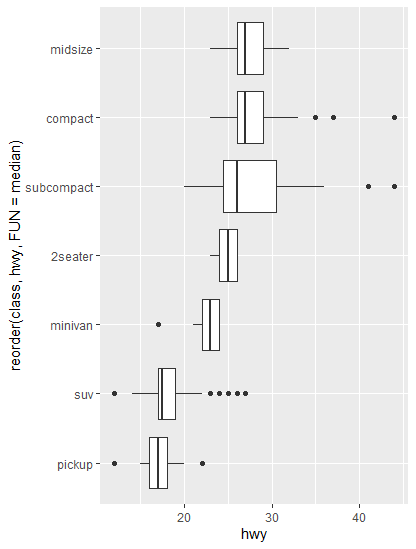 reorder(class, hwy, FUN = median)
midsize
compact
subcompact
2seater
minivan
suv
pickup
20 30 40
hwy